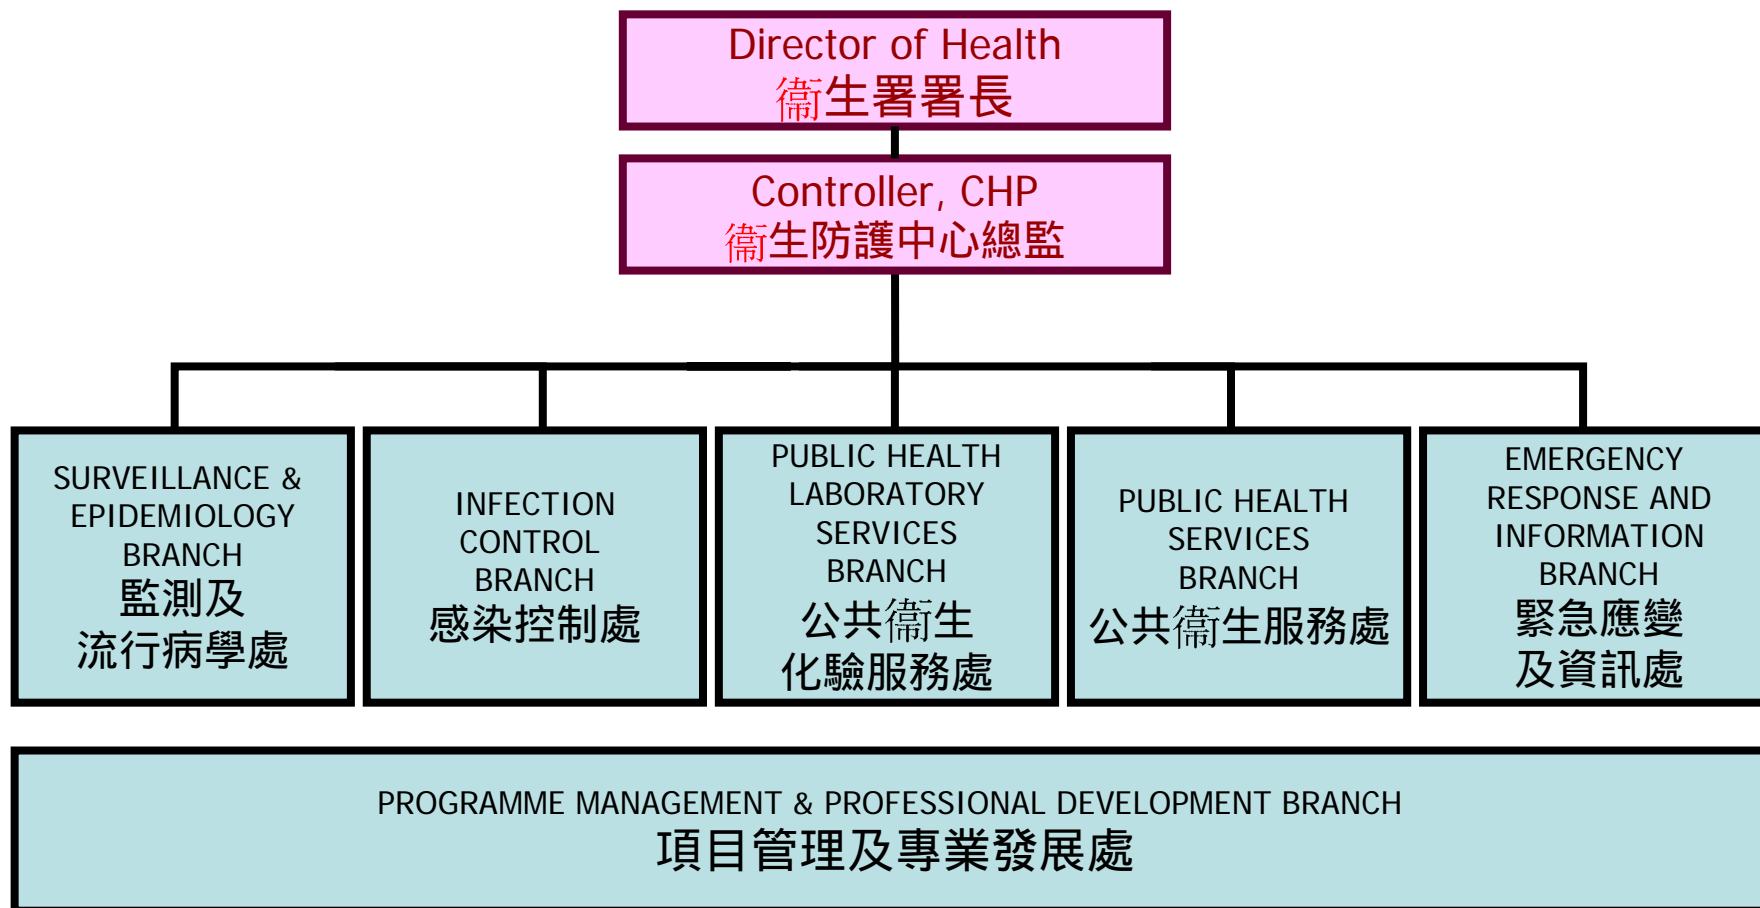 Director of Health
衞生署署長
Controller, CHP
衞生防護中心總監
SURVEILLANCE &
EPIDEMIOLOGY
BRANCH
監測及
流行病學處
INFECTION
CONTROL
BRANCH
感染控制處
PUBLIC HEALTH
LABORATORY
SERVICES
BRANCH
公共衞生
化驗服務處
PUBLIC HEALTH
SERVICES
BRANCH
公共衞生服務處
EMERGENCY
RESPONSE AND
INFORMATION
BRANCH
緊急應變
及資訊處
PROGRAMME MANAGEMENT & PROFESSIONAL DEVELOPMENT BRANCH
項目管理及專業發展處